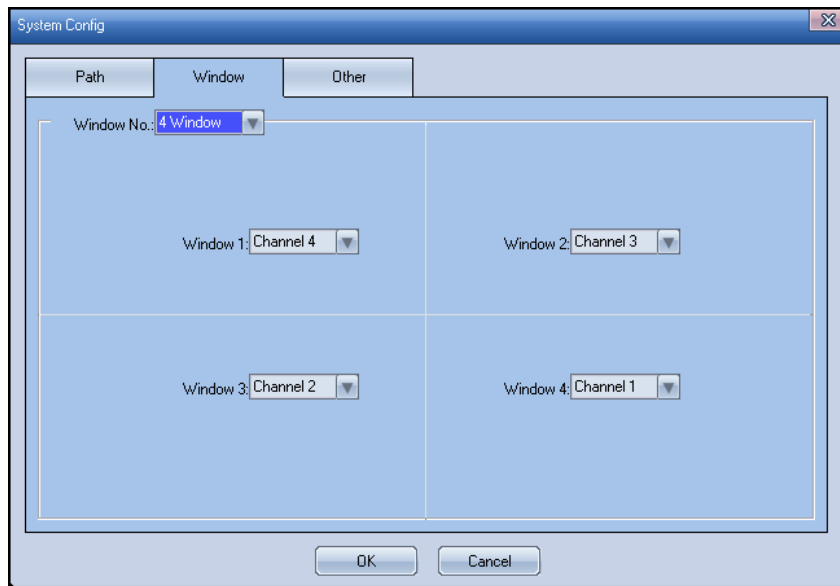 System Config
Path Window Other
Window No.: 4 Window
Window 1: Channel 4 Window 2: Channel 3
Window 3: Channel 2 Window 4: Channel 1
OK Cancel